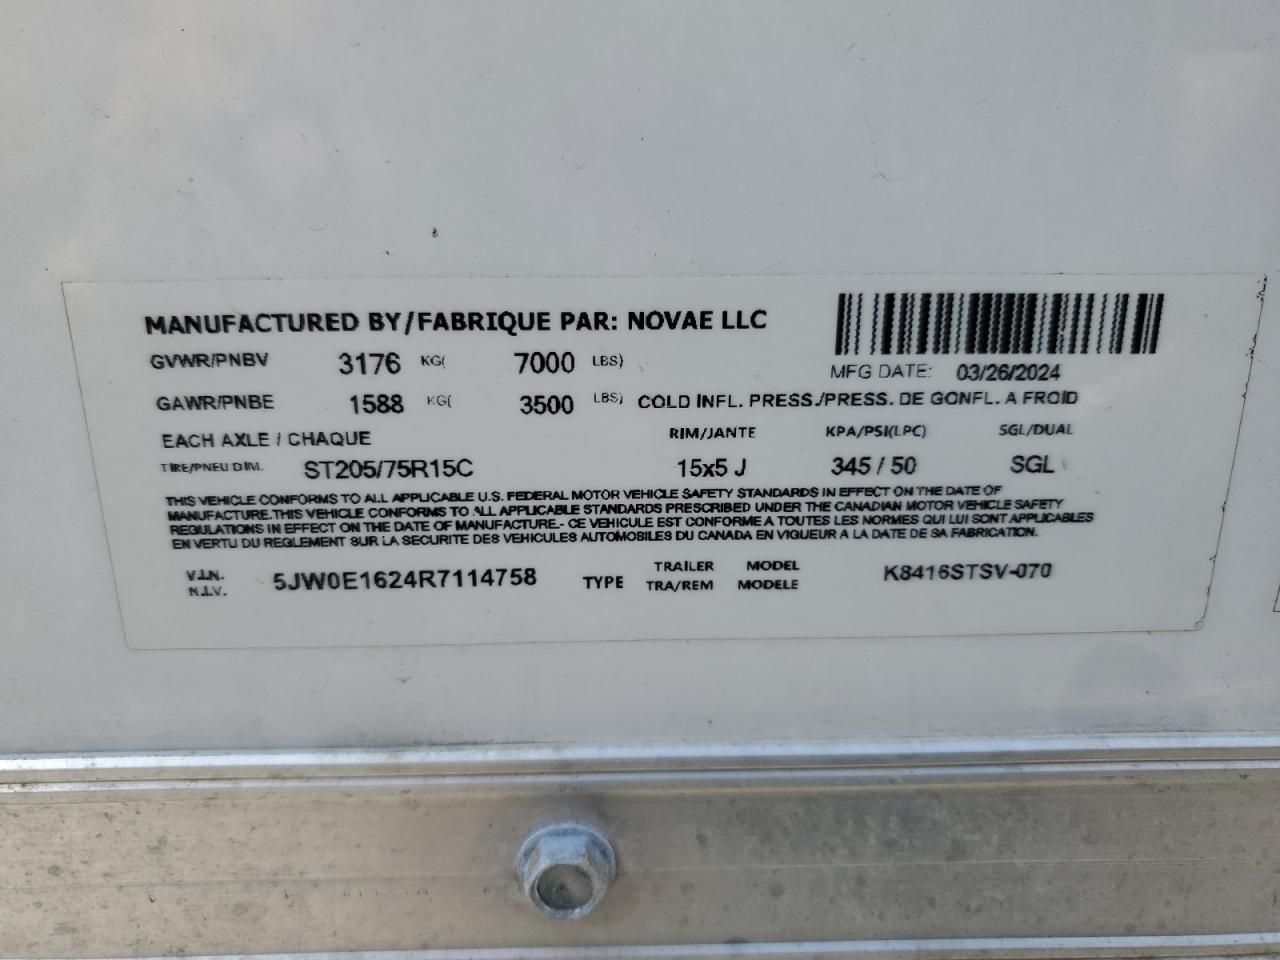 MANUFACTURED BY/FABRIQUE PAR: NOVAE LLC
GVWR/PNBV 3176 KG( 7000 LBS)
MFG DATE: 03/26/2024
GAWR/PNBE 1588 KG( 3500 LBS) COLD INFL. PRESS./PRESS. DE GONFL. A FROID
EACH AXLE / CHAQUE RIM/JANTE KPA/PSI(LPC) SGL/DUAL
TIRE/PNEU DIM. ST205/75R15C 15x5 J 345 / 50 SGL
THIS VEHICLE CONFORMS TO ALL APPLICABLE U.S. FEDERAL MOTOR VEHICLE SAFETY STANDARDS IN EFFECT ON THE DATE OF
MANUFACTURE.THIS VEHICLE CONFORMS TO ALL APPLICABLE STANDARDS PRESCRIBED UNDER THE CANADIAN MOTOR VEHICLE SAFETY
REGULATIONS IN EFFECT ON THE DATE OF MANUFACTURE.- CE VEHICULE EST CONFORME A TOUTES LES NORMES QUI LUI SONT APPLICABLES
EN VERTU DU REGLEMENT SUR LA SECURITE DES VEHICULES AUTOMOBILES DU CANADA EN VIGUEUR A LA DATE DE SA FABRICATION.
V.I.N. 5JW0E1624R7114758 TYPE TRAILER MODEL K8416STSV-070
N.I.V. TRA/REM MODELE